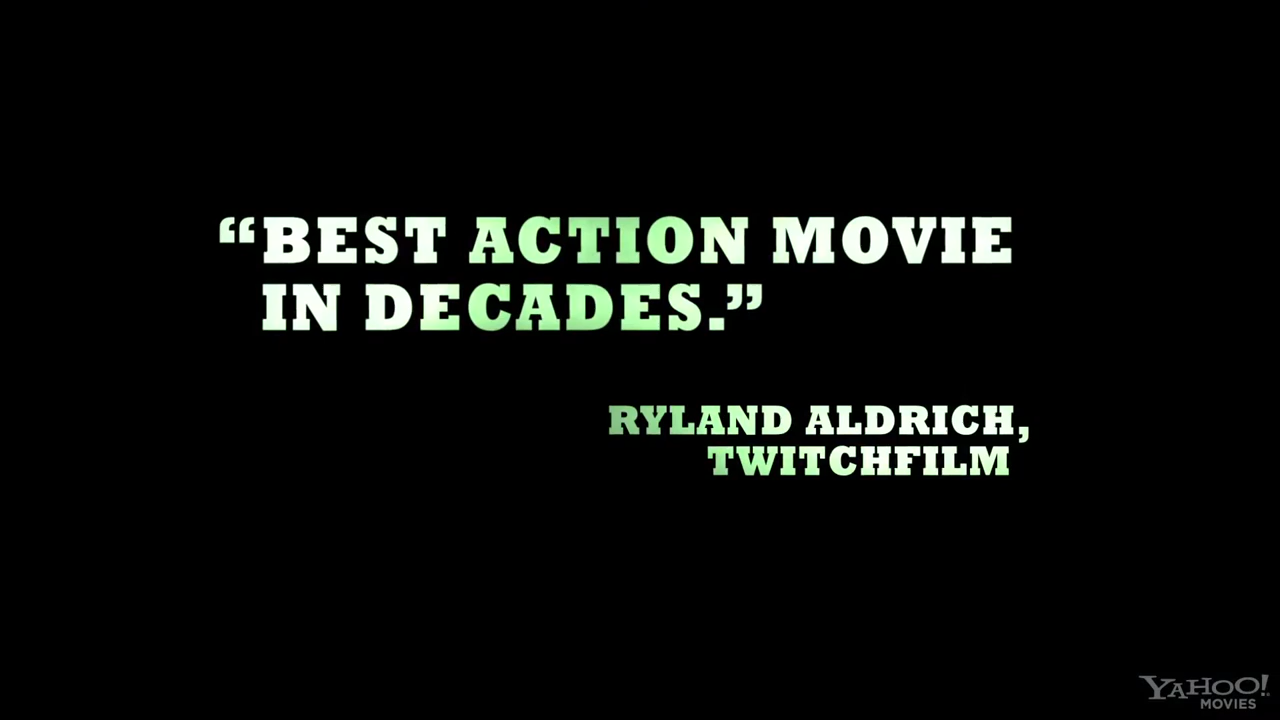 “BEST ACTION MOVIE
IN DECADES.”
RYLAND ALDRICH,
TWITCHFILM
YAHOO!
MOVIES